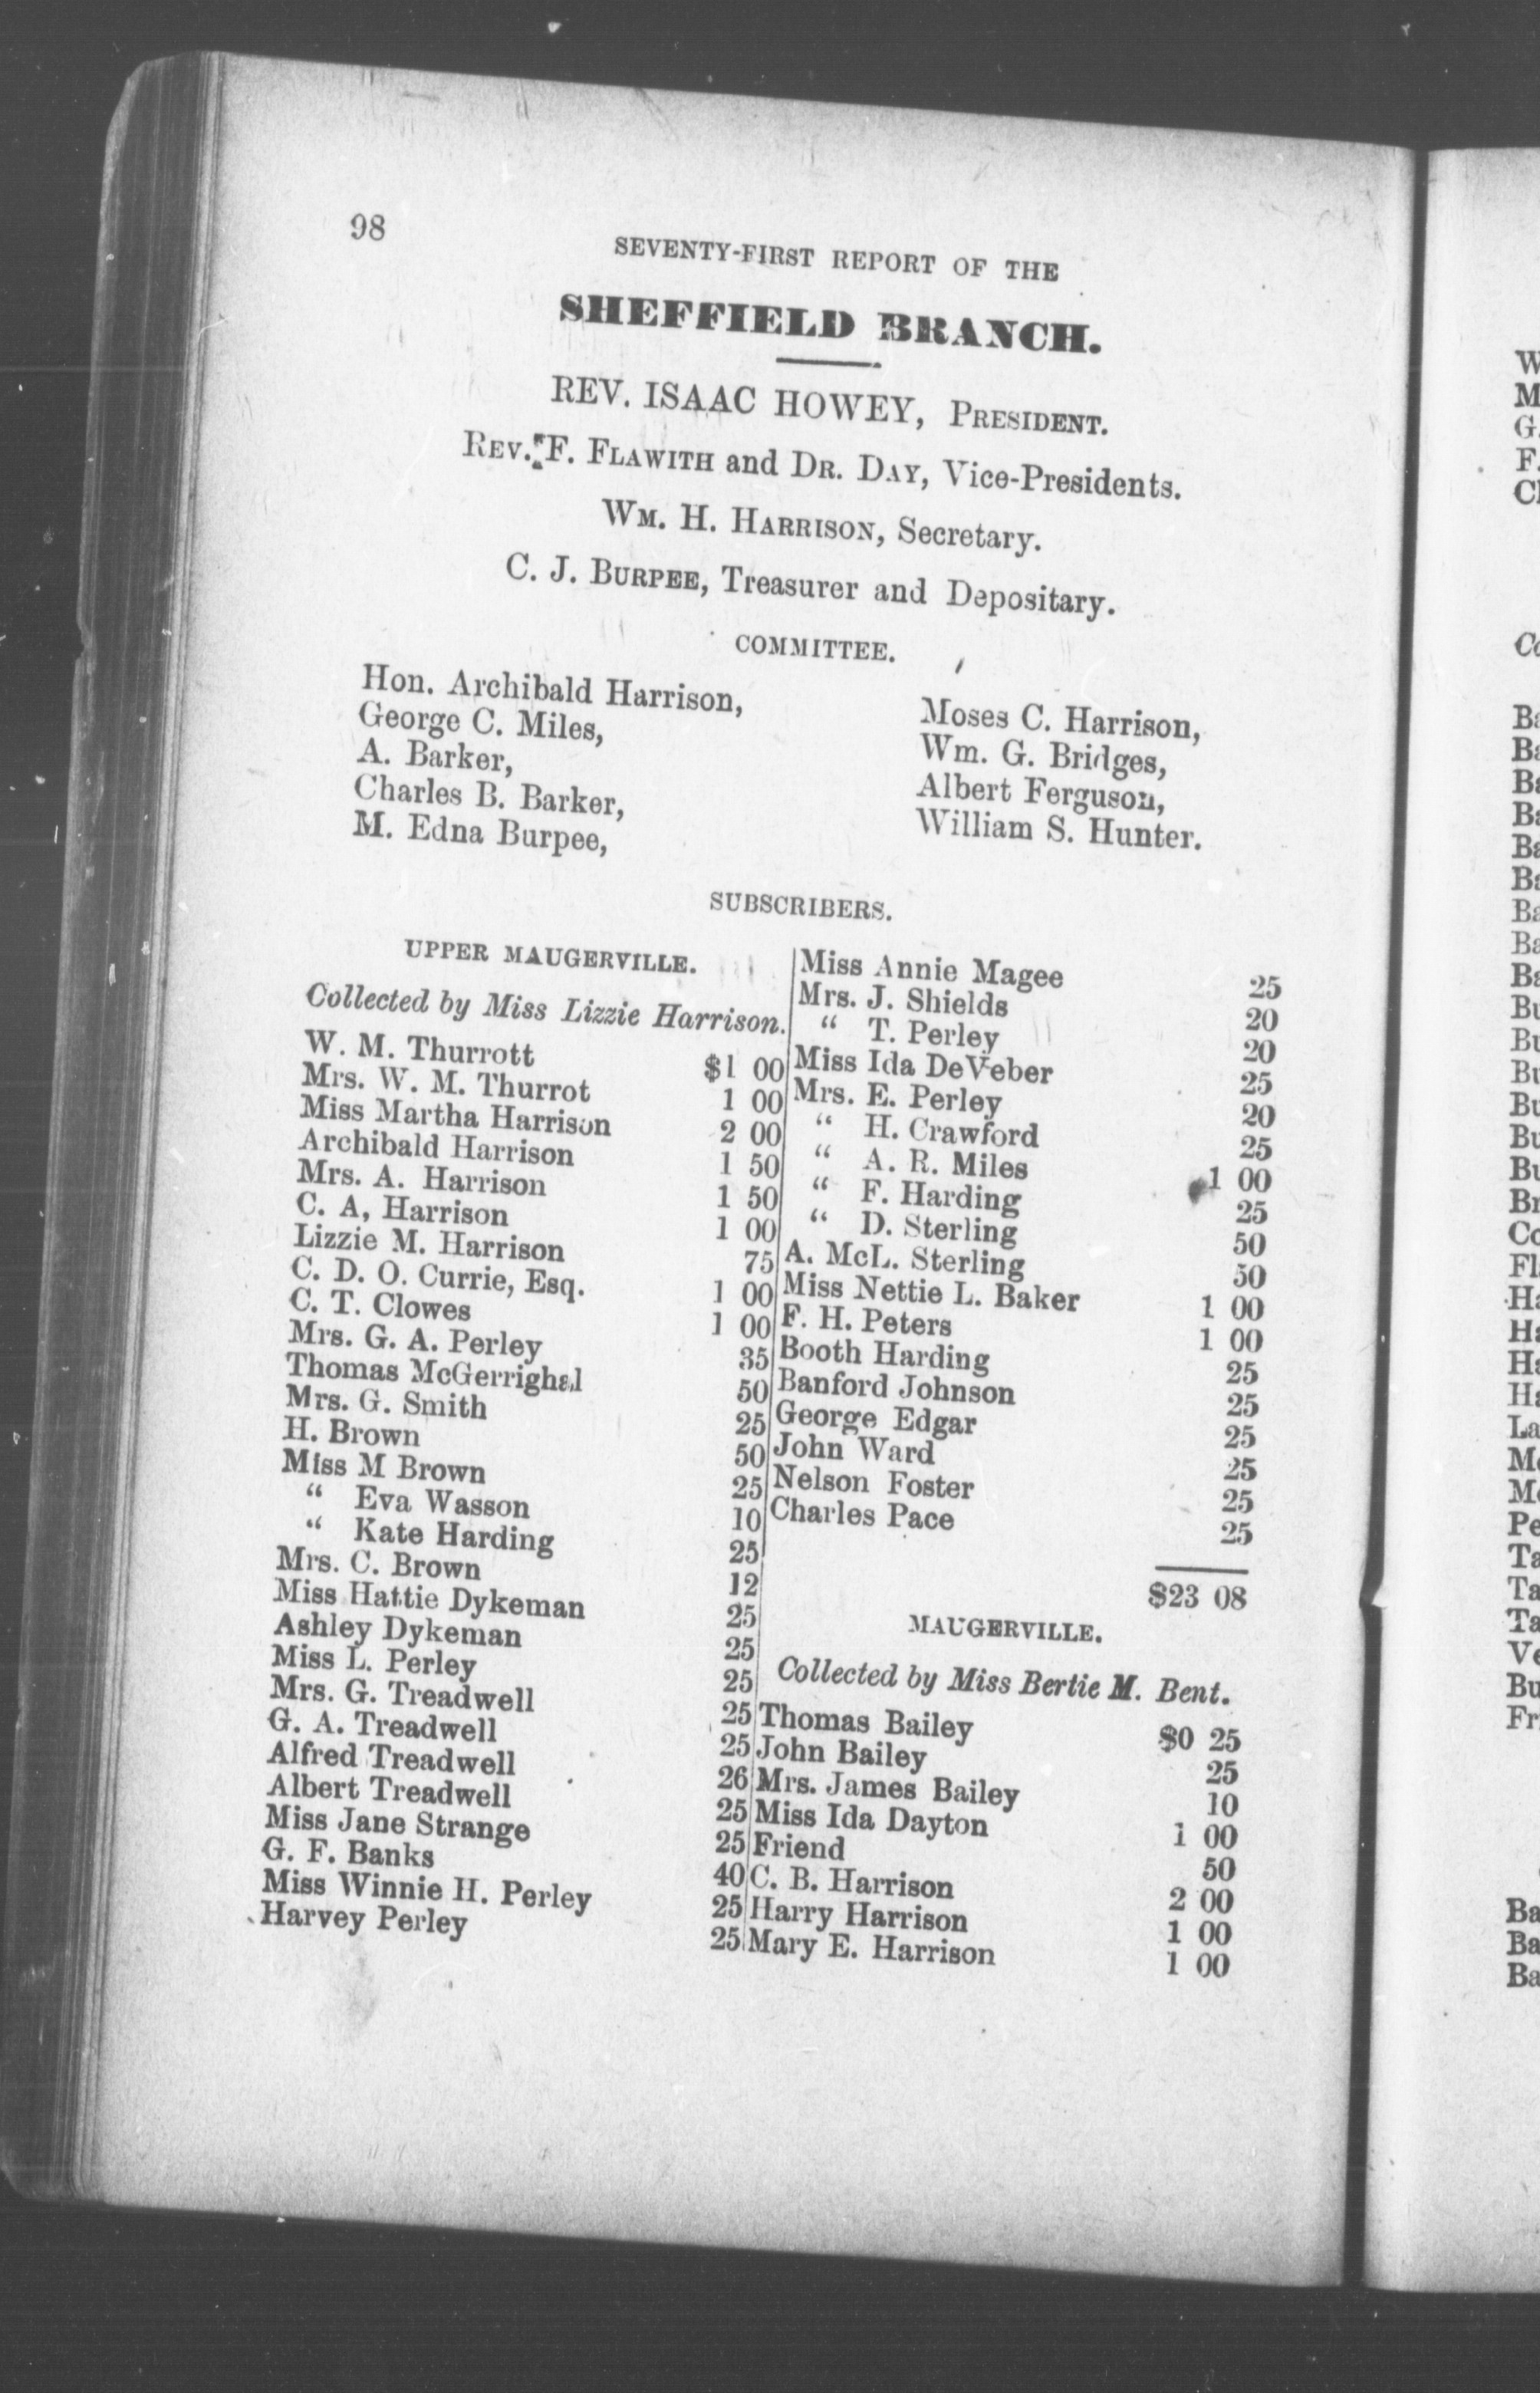 98
SEVENTY-FIRST REPORT OF THE
SHEFFIELD BRANCH.
REV. ISAAC HOWEY, PRESIDENT.
REV. F. FLAWITH and DR. DAY, Vice-Presidents.
WM. H. HARRISON, Secretary.
C. J. BURPEE, Treasurer and Depositary.
COMMITTEE.
Hon. Archibald Harrison,
George C. Miles,
A. Barker,
Charles B. Barker,
M. Edna Burpee,
Moses C. Harrison,
Wm. G. Bridges,
Albert Ferguson,
William S. Hunter.
SUBSCRIBERS.
UPPER MAUGERVILLE.
Collected by Miss Lizzie Harrison.
W. M. Thurrott $1 00
Mrs. W. M. Thurrot 1 00
Miss Martha Harrison 2 00
Archibald Harrison 1 50
Mrs. A. Harrison 1 50
C. A, Harrison 1 00
Lizzie M. Harrison 75
C. D. O. Currie, Esq. 1 00
C. T. Clowes 1 00
Mrs. G. A. Perley 35
Thomas McGerrighal 50
Mrs. G. Smith 25
H. Brown 50
Miss M Brown 25
“ Eva Wasson 10
“ Kate Harding 25
Mrs. C. Brown 12
Miss Hattie Dykeman 25
Ashley Dykeman 25
Miss L. Perley 25
Mrs. G. Treadwell 25
G. A. Treadwell 25
Alfred Treadwell 26
Albert Treadwell 25
Miss Jane Strange 25
G. F. Banks 40
Miss Winnie H. Perley 25
Harvey Perley 25
Miss Annie Magee 25
Mrs. J. Shields 20
“ T. Perley 20
Miss Ida DeVeber 25
Mrs. E. Perley 20
“ H. Crawford 25
“ A. R. Miles 1 00
“ F. Harding 25
“ D. Sterling 50
A. McL. Sterling 50
Miss Nettie L. Baker 1 00
F. H. Peters 1 00
Booth Harding 25
Banford Johnson 25
George Edgar 25
John Ward 25
Nelson Foster 25
Charles Pace 25
$23 08
MAUGERVILLE.
Collected by Miss Bertie M. Bent.
Thomas Bailey $0 25
John Bailey 25
Mrs. James Bailey 10
Miss Ida Dayton 1 00
Friend 50
C. B. Harrison 2 00
Harry Harrison 1 00
Mary E. Harrison 1 00